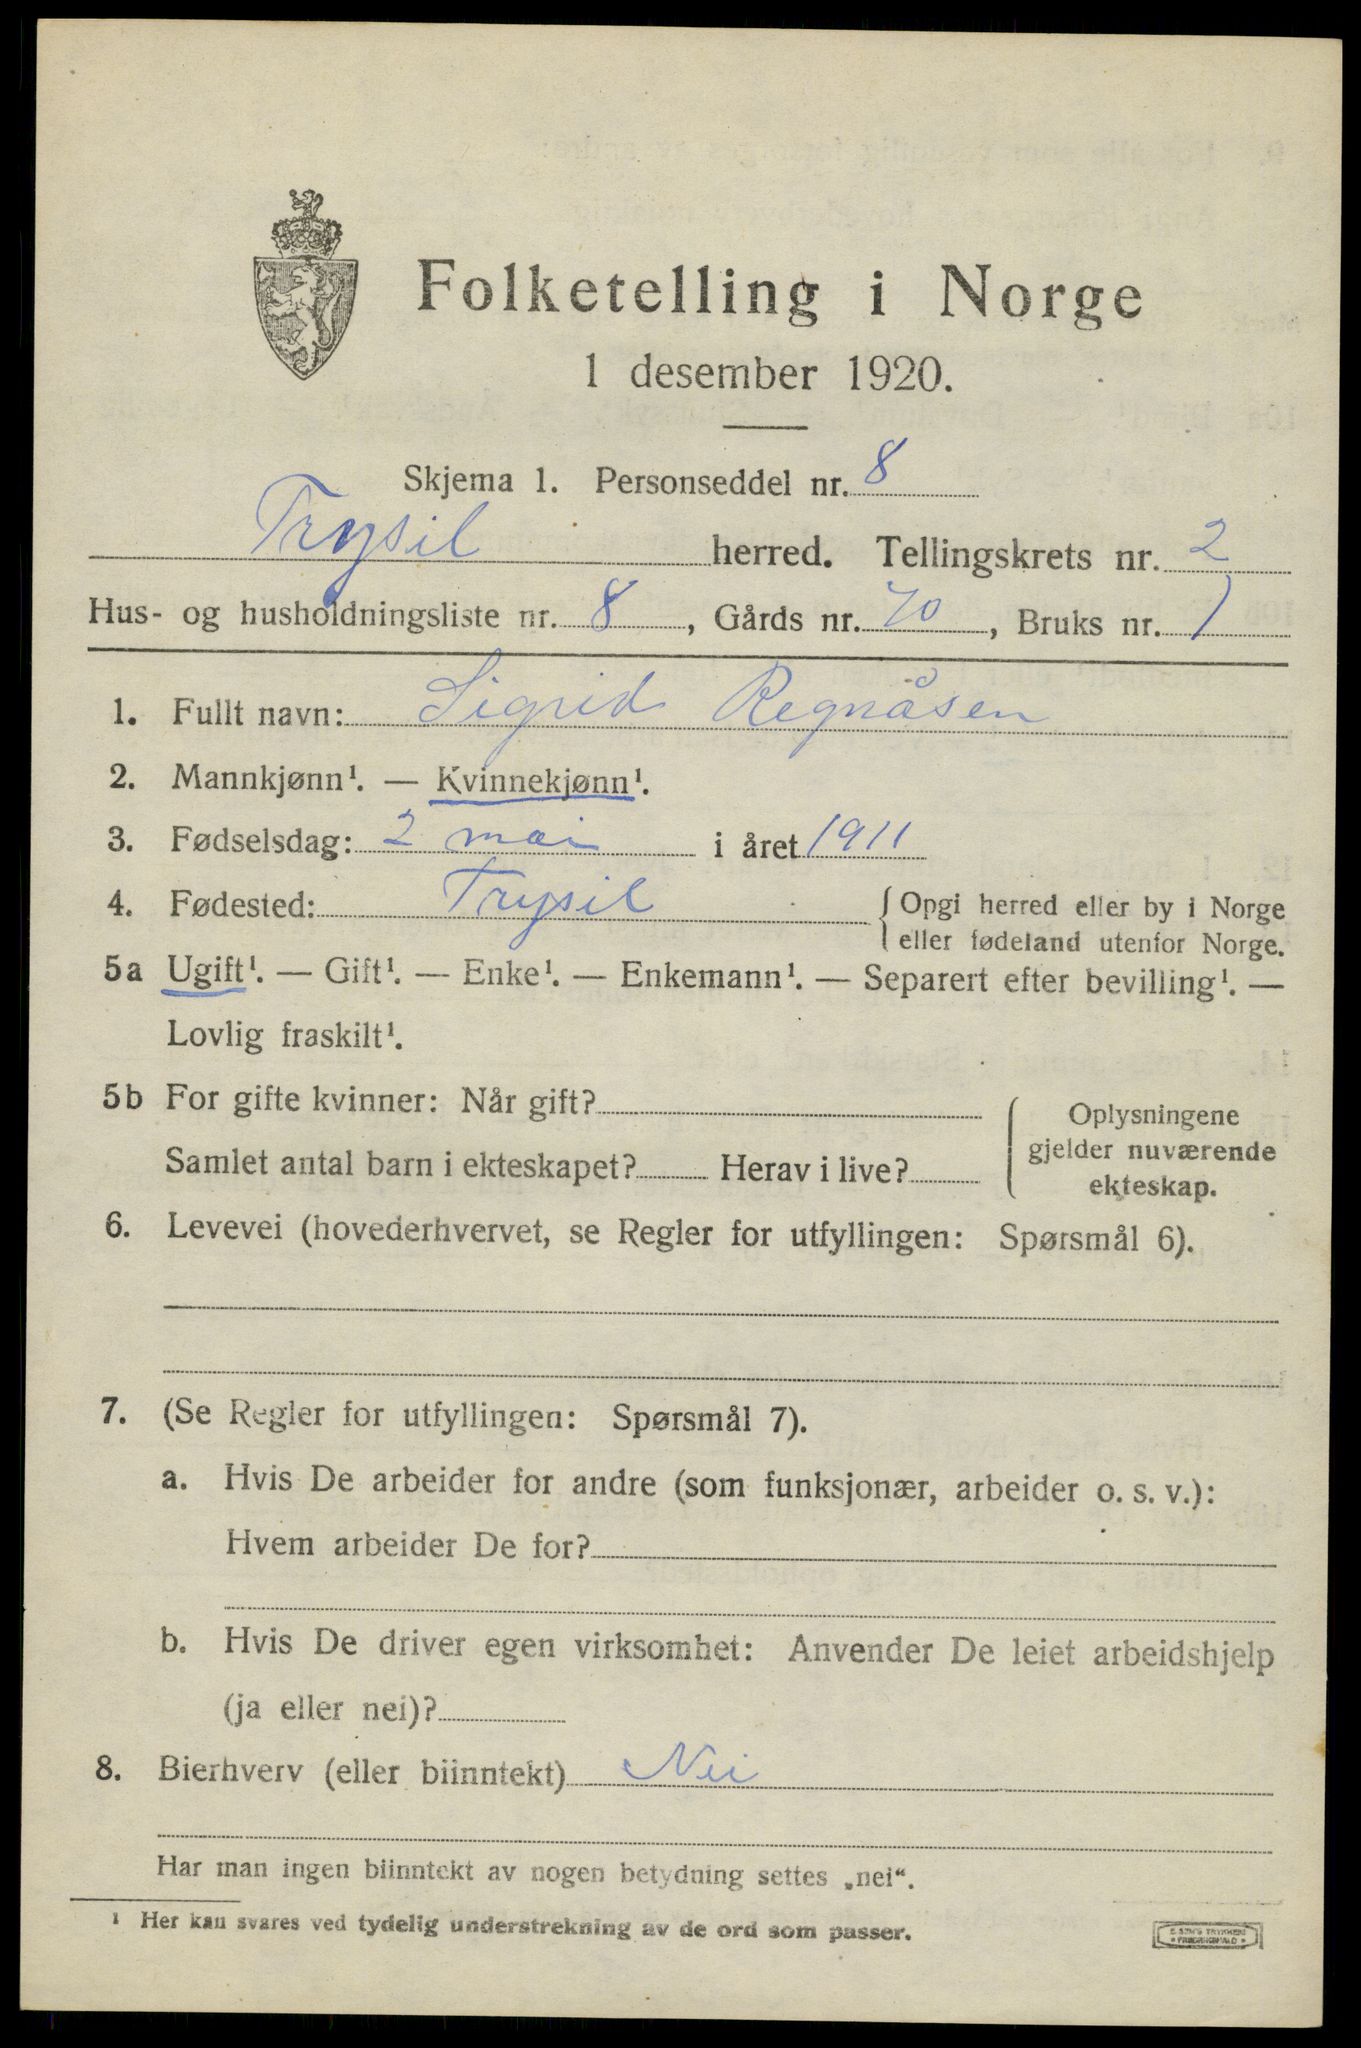 Folketelling i Norge
1 desember 1920.
Skjema 1. Personseddel nr. 8
Trysil herred. Tellingskrets nr. 2
Hus- og husholdningsliste nr. 8, Gårds nr. 70, Bruks nr. 1
1. Fullt navn: Sigrid Regnåsen
2. Mannkjønn¹. — Kvinnekjønn¹.
3. Fødselsdag: 2 mai i året 1911
4. Fødested: Trysil { Opgi herred eller by i Norge
eller fødeland utenfor Norge.
5a Ugift¹. — Gift¹. — Enke¹. — Enkemann¹. — Separert efter bevilling¹. —
Lovlig fraskilt¹.
5b For gifte kvinner: Når gift?
Samlet antal barn i ekteskapet? Herav i live?
Oplysningene
gjelder nuværende
ekteskap.
6. Levevei (hovederhvervet, se Regler for utfyllingen: Spørsmål 6).
7. (Se Regler for utfyllingen: Spørsmål 7).
a. Hvis De arbeider for andre (som funksjonær, arbeider o. s. v.):
Hvem arbeider De for?
b. Hvis De driver egen virksomhet: Anvender De leiet arbeidshjelp
(ja eller nei)?
8. Bierhverv (eller biinntekt) Nei
Har man ingen biinntekt av nogen betydning settes „nei“.
¹ Her kan svares ved tydelig understrekning av de ord som passer.